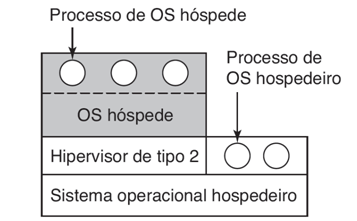 Processo de OS hóspede
Processo de
OS hospedeiro
OS hóspede
Hipervisor de tipo 2
Sistema operacional hospedeiro